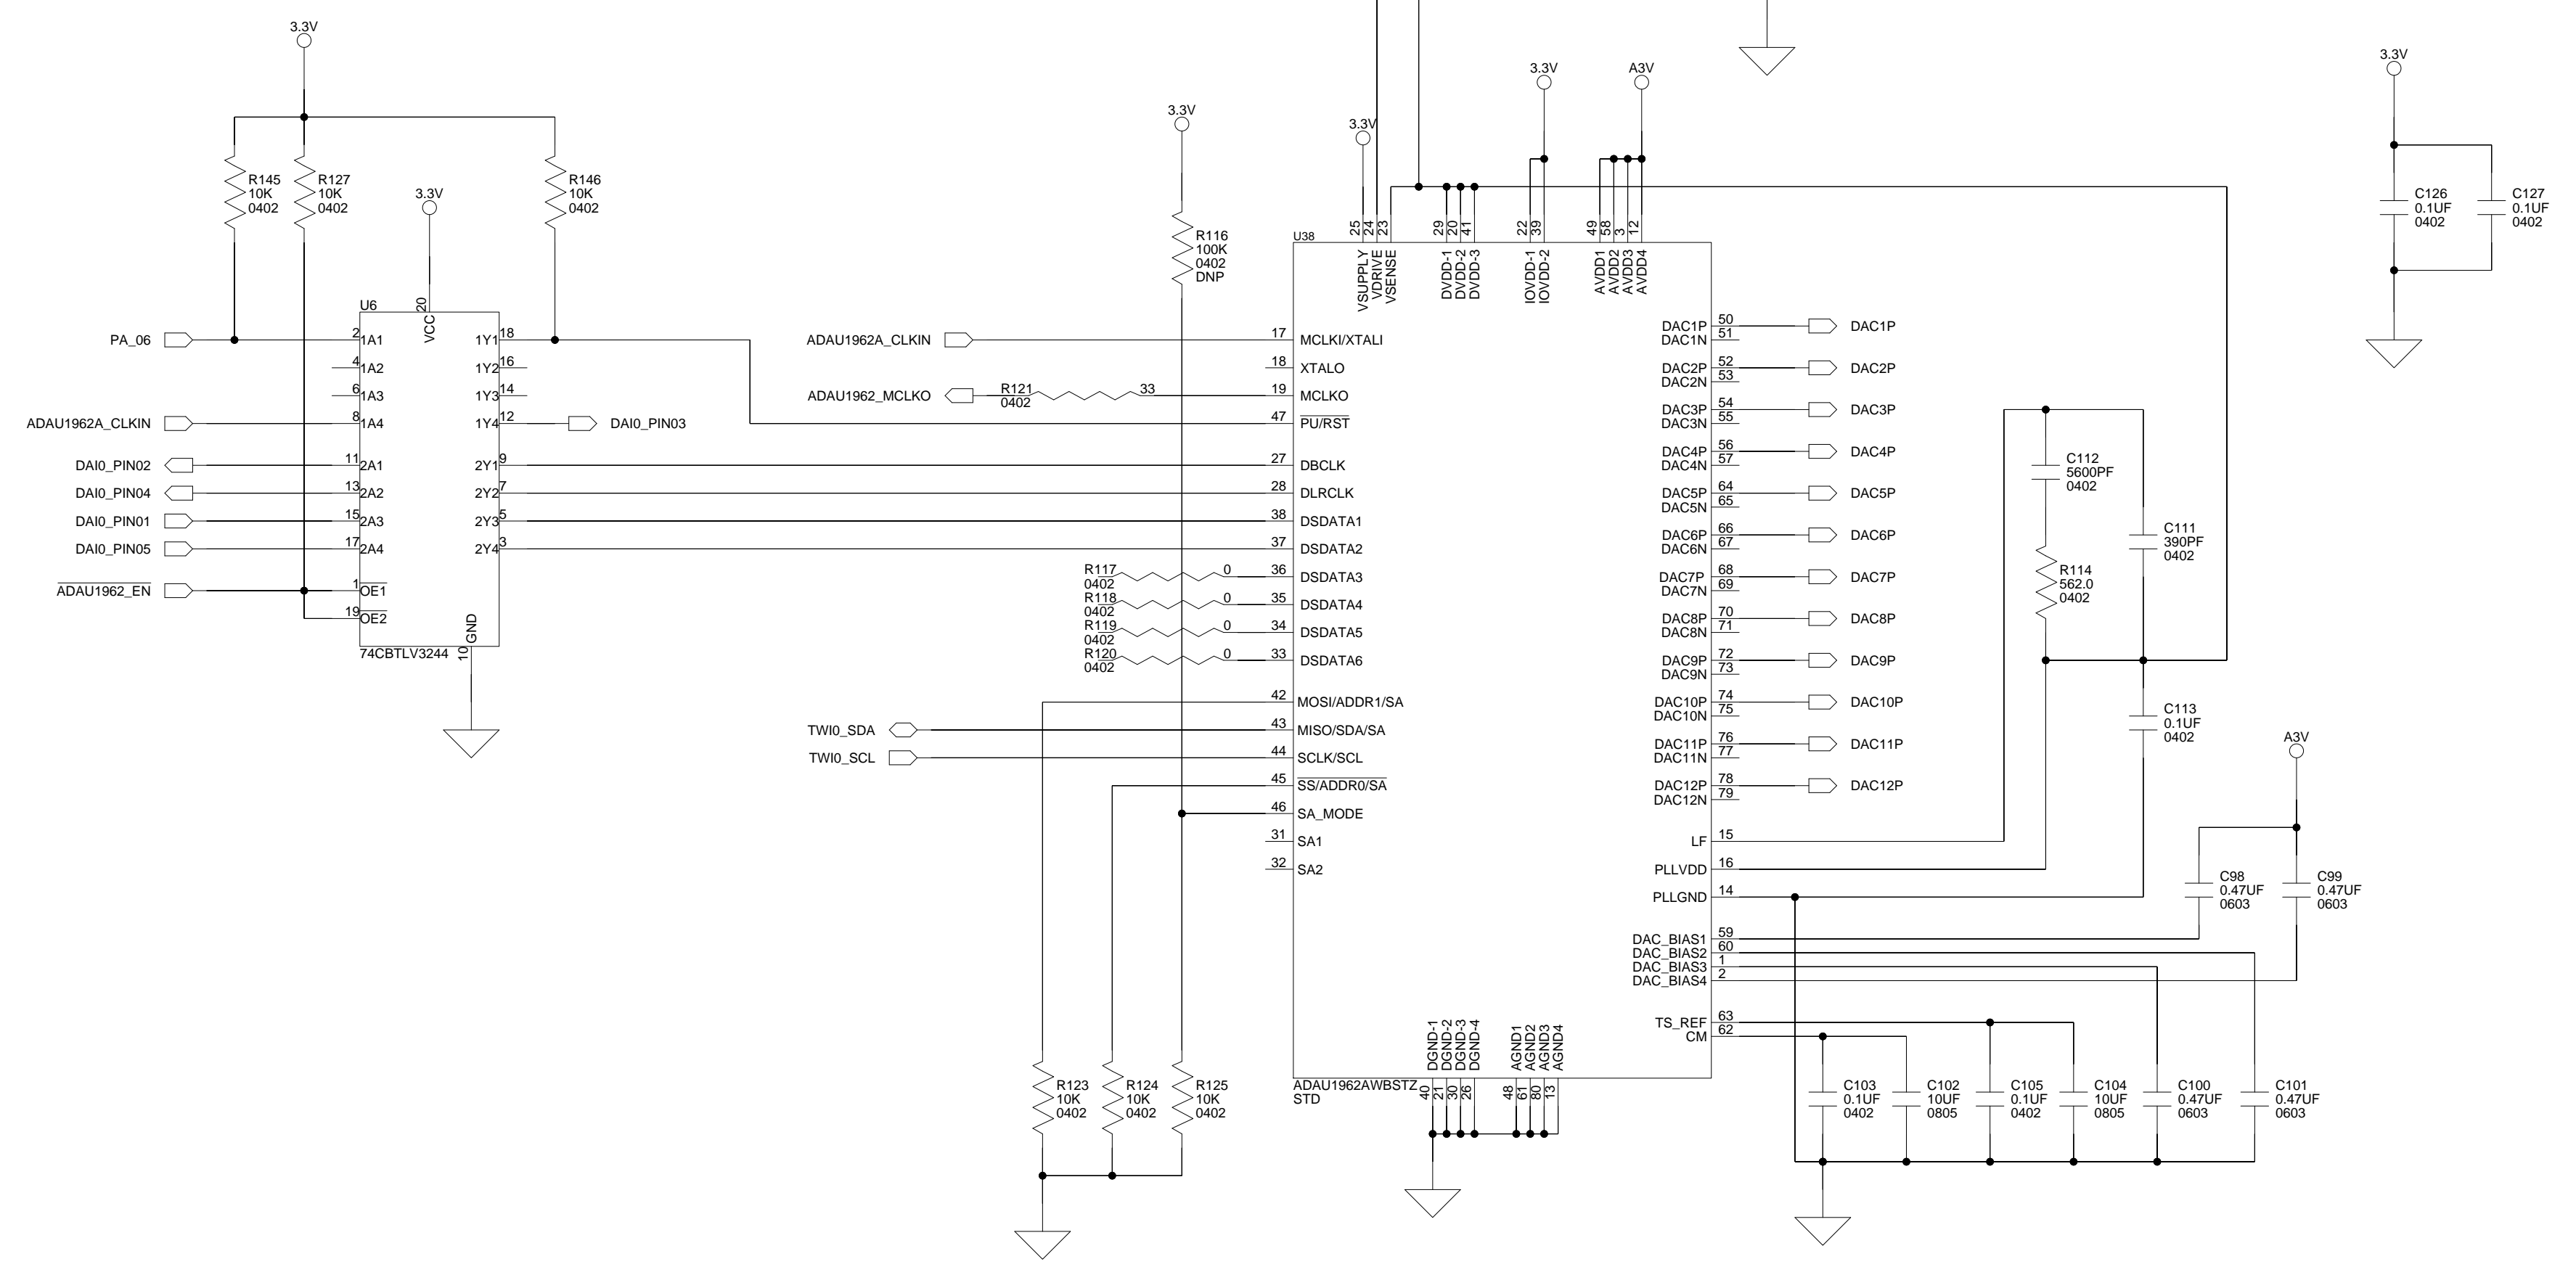 3.3V
R145
10K
0402
R127
10K
0402
3.3V
R146
10K
0402
U6
VCC
20
PA_06
2
1A1
4
1A2
6
1A3
ADAU1962A_CLKIN
8
1A4
DAI0_PIN02
11
2A1
DAI0_PIN04
13
2A2
DAI0_PIN01
15
2A3
DAI0_PIN05
17
2A4
ADAU1962_EN
1
OE1
19
OE2
1Y1
18
1Y2
16
1Y3
14
1Y4
12
DAI0_PIN03
2Y1
9
2Y2
7
2Y3
5
2Y4
3
GND
10
74CBTLV3244
3.3V
R116
100K
0402
DNP
3.3V
3.3V
A3V
U38
25
24
23
29
20
41
22
39
49
58
3
12
VSUPPLY
VDRIVE
VSENSE
DVDD-1
DVDD-2
DVDD-3
IOVDD-1
IOVDD-2
AVDD1
AVDD2
AVDD3
AVDD4
ADAU1962A_CLKIN
17
MCLKI/XTALI
18
XTALO
ADAU1962_MCLKO
R121
0402
33
19
MCLKO
47
PU/RST
27
DBCLK
28
DLRCLK
38
DSDATA1
37
DSDATA2
R117
0402
0
36
DSDATA3
R118
0402
0
35
DSDATA4
R119
0402
0
34
DSDATA5
R120
0402
0
33
DSDATA6
42
MOSI/ADDR1/SA
TWI0_SDA
43
MISO/SDA/SA
TWI0_SCL
44
SCLK/SCL
45
SS/ADDR0/SA
46
SA_MODE
31
SA1
32
SA2
R123
10K
0402
R124
10K
0402
R125
10K
0402
DAC1P
50
DAC1P
DAC1N
51
DAC2P
52
DAC2P
DAC2N
53
DAC3P
54
DAC3P
DAC3N
55
DAC4P
56
DAC4P
DAC4N
57
DAC5P
64
DAC5P
DAC5N
65
DAC6P
66
DAC6P
DAC6N
67
DAC7P
68
DAC7P
DAC7N
69
DAC8P
70
DAC8P
DAC8N
71
DAC9P
72
DAC9P
DAC9N
73
DAC10P
74
DAC10P
DAC10N
75
DAC11P
76
DAC11P
DAC11N
77
DAC12P
78
DAC12P
DAC12N
79
LF
15
PLLVDD
16
PLLGND
14
DAC_BIAS1
59
DAC_BIAS2
60
DAC_BIAS3
1
DAC_BIAS4
2
TS_REF
63
CM
62
DGND-1
DGND-2
DGND-3
DGND-4
AGND1
AGND2
AGND3
AGND4
40
21
30
26
48
61
80
13
ADAU1962AWBSTZ
STD
3.3V
C126
0.1UF
0402
C127
0.1UF
0402
C112
5600PF
0402
C111
390PF
0402
R114
562.0
0402
C113
0.1UF
0402
A3V
C98
0.47UF
0603
C99
0.47UF
0603
C103
0.1UF
0402
C102
10UF
0805
C105
0.1UF
0402
C104
10UF
0805
C100
0.47UF
0603
C101
0.47UF
0603